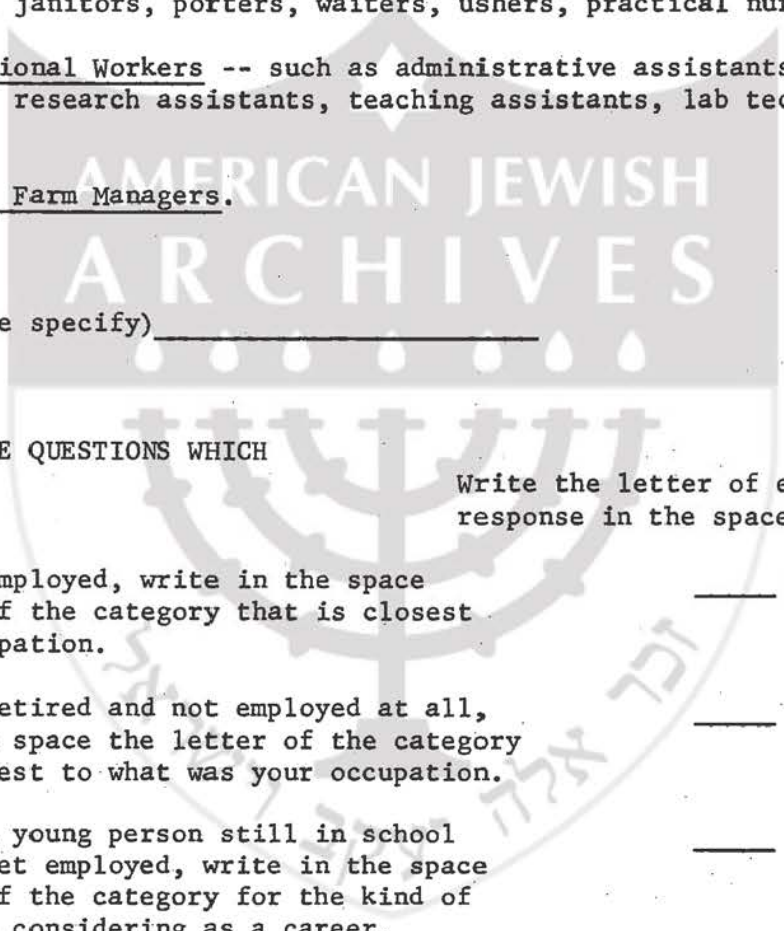 janitors, porters, waiters, ushers, practical
ional Workers -- such as administrative assistants
research assistants, teaching assistants, lab
AMERICAN JEWISH
Farm Managers.
ARCHIVES
e specify)
E QUESTIONS WHICH
Write the letter of
response in the space
mployed, write in the space
f the category that is closest
pation.
etired and not employed at all,
space the letter of the category
est to what was your occupation.
young person still in school
et employed, write in the space
f the category for the kind of
considering as a career
זכר אלה יעקב וישראל